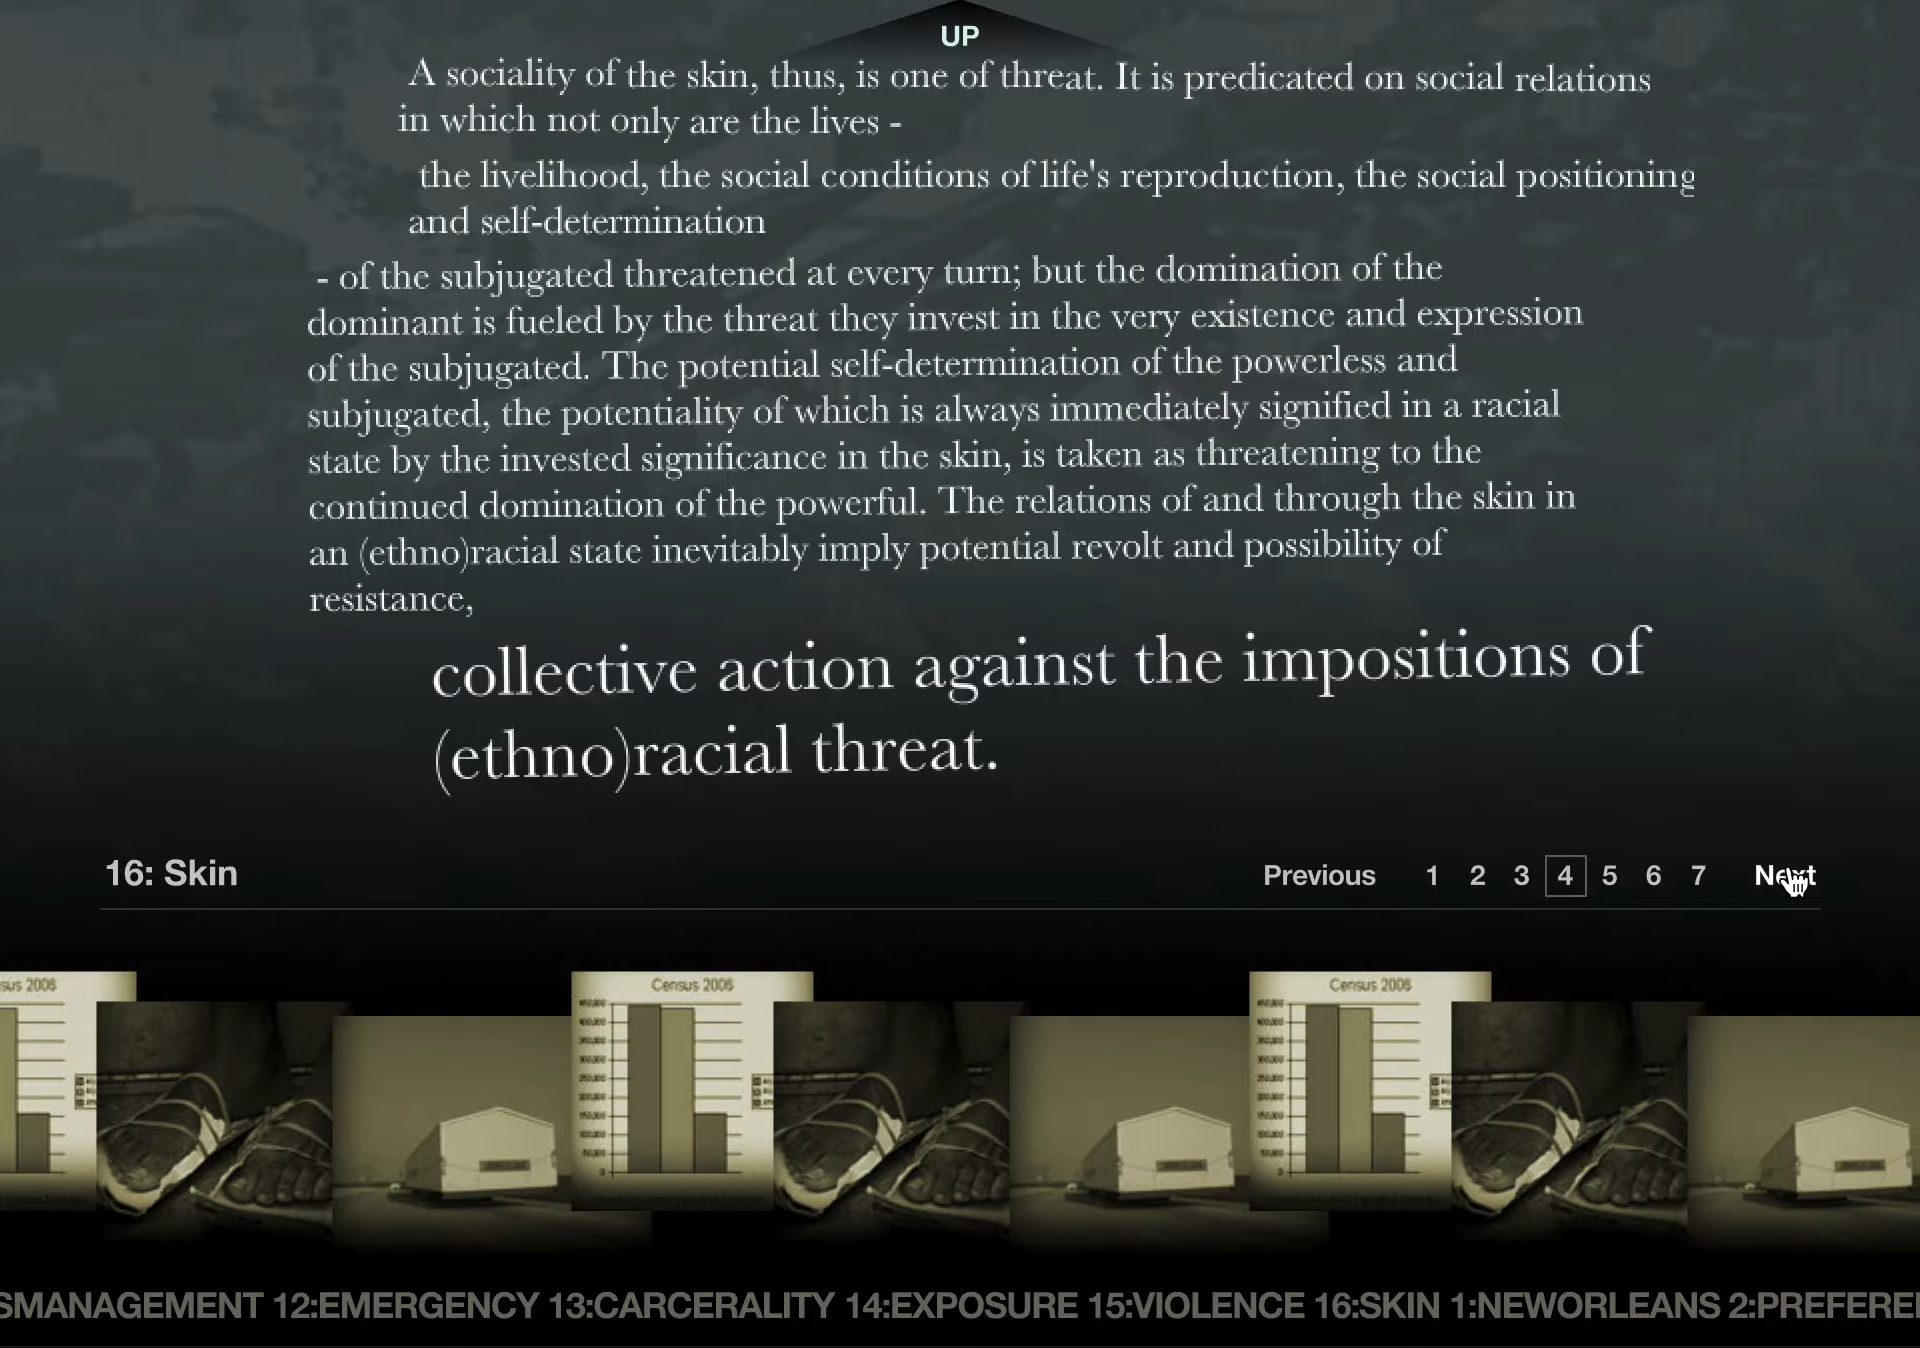 UP
A sociality of the skin, thus, is one of threat. It is predicated on social relations
in which not only are the lives -
the livelihood, the social conditions of life's reproduction, the social positioning
and self-determination
- of the subjugated threatened at every turn; but the domination of the
dominant is fueled by the threat they invest in the very existence and expression
of the subjugated. The potential self-determination of the powerless and
subjugated, the potentiality of which is always immediately signified in a racial
state by the invested significance in the skin, is taken as threatening to the
continued domination of the powerful. The relations of and through the skin in
an (ethno)racial state inevitably imply potential revolt and possibility of
resistance,
collective action against the impositions of
(ethno)racial threat.
16: Skin
Previous 1 2 3 4 5 6 7 Next
sus 2006 Census 2006 Census 2006
SMANAGEMENT 12:EMERGENCY 13:CARCERALITY 14:EXPOSURE 15:VIOLENCE 16:SKIN 1:NEWORLEANS 2:PREFERE